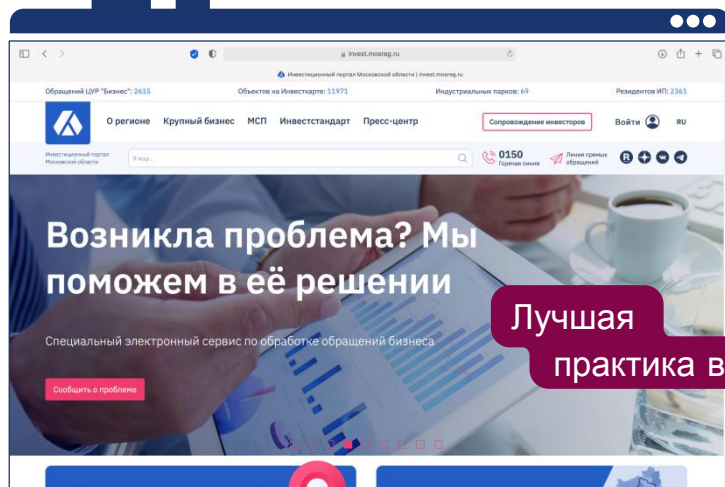 invest.mosreg.ru
Инвестиционный портал Московской области | invest.mosreg.ru
Обращений ЦУР "Бизнес": 2615
Объектов на Инвесткарте: 11971
Индустриальных парков: 69
Резидентов ИП: 2361
О регионе Крупный бизнес МСП Инвестстандарт Пресс-центр
Сопровождение инвесторов
Войти
RU
Инвестиционный портал
Московской области
Я ищу...
0150
Горячая линия
Линия прямых
обращений
Возникла проблема? Мы
поможем в её решении
Специальный электронный сервис по обработке обращений бизнеса
Сообщить о проблеме
Лучшая
практика в